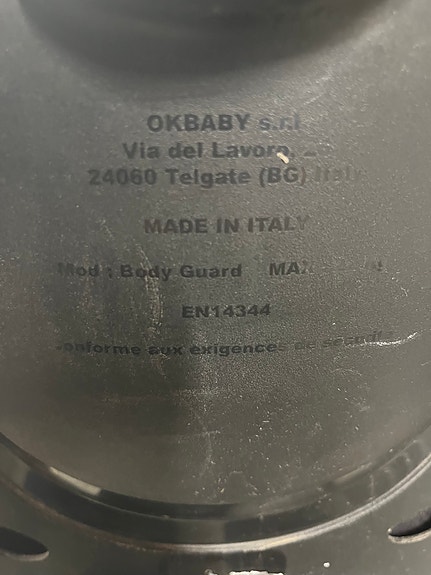 OKBABY s.r.l
Via del Lavoro,
24060 Telgate (BG) Italy
MADE IN ITALY
Mod : Body Guard MAX
EN14344
conforme aux exigences de sécurité